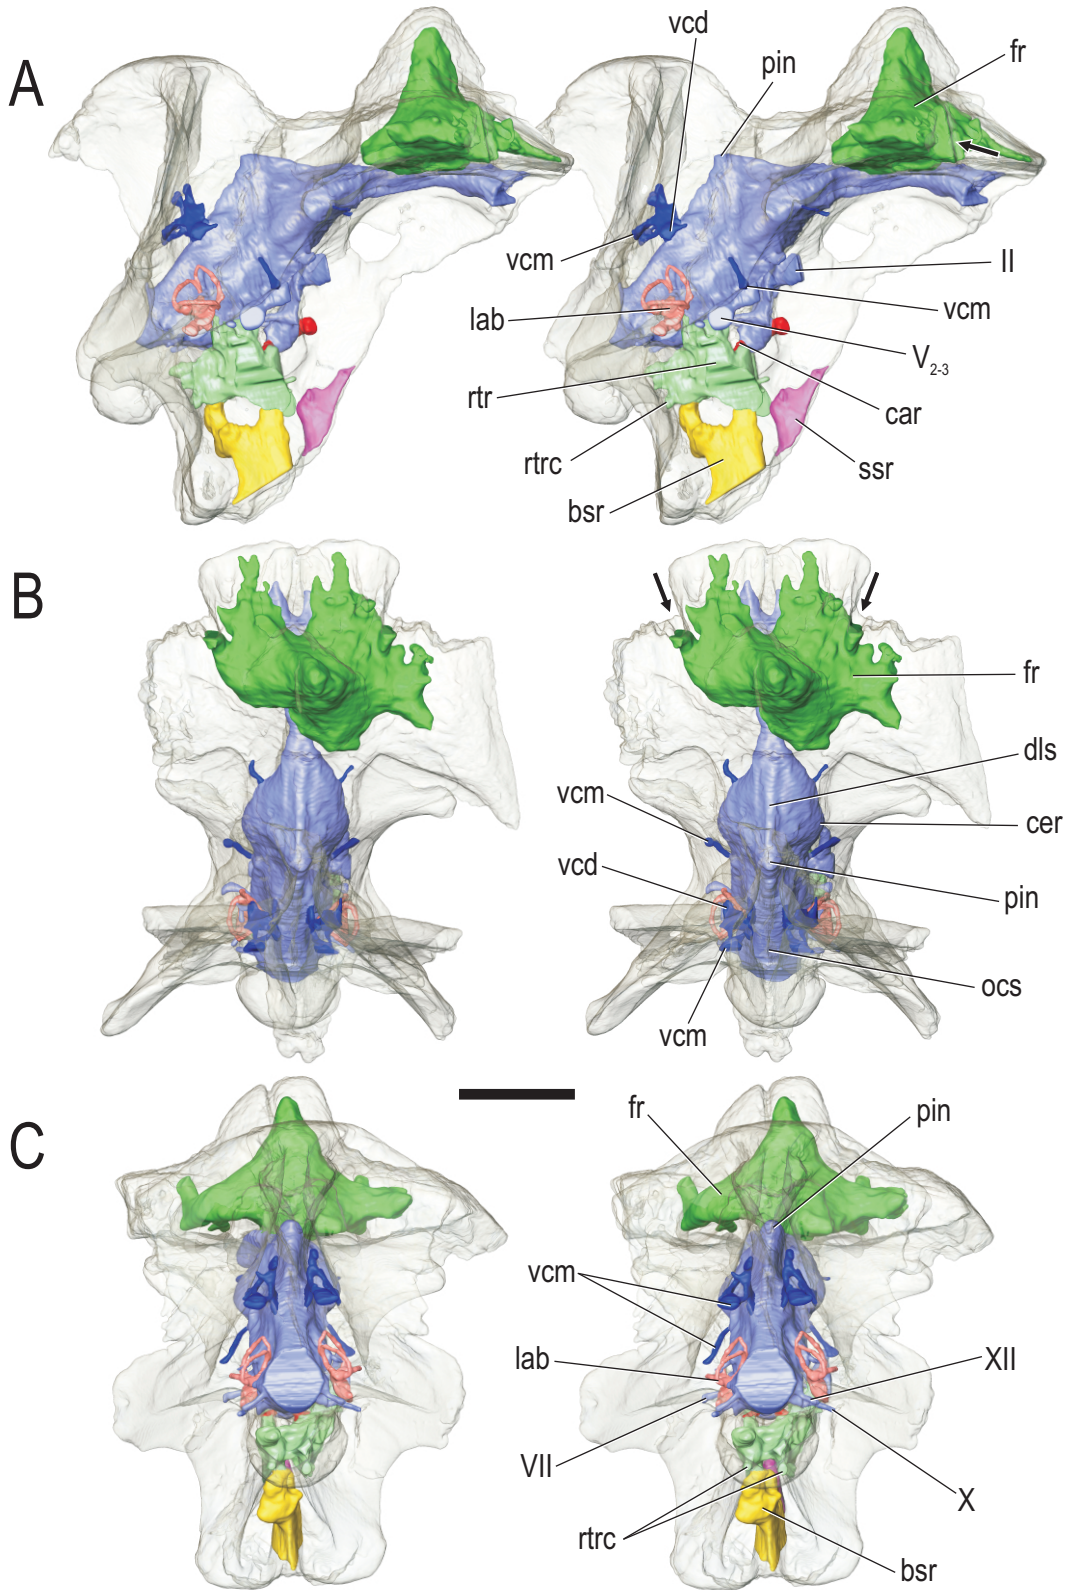 A
vcd
pin
fr
vcm
II
vcm
lab
V2-3
rtr
car
rtrc
ssr
bsr
B
fr
dls
vcm
cer
vcd
pin
ocs
vcm
C
fr
pin
vcm
lab
XII
VII
X
rtrc
bsr